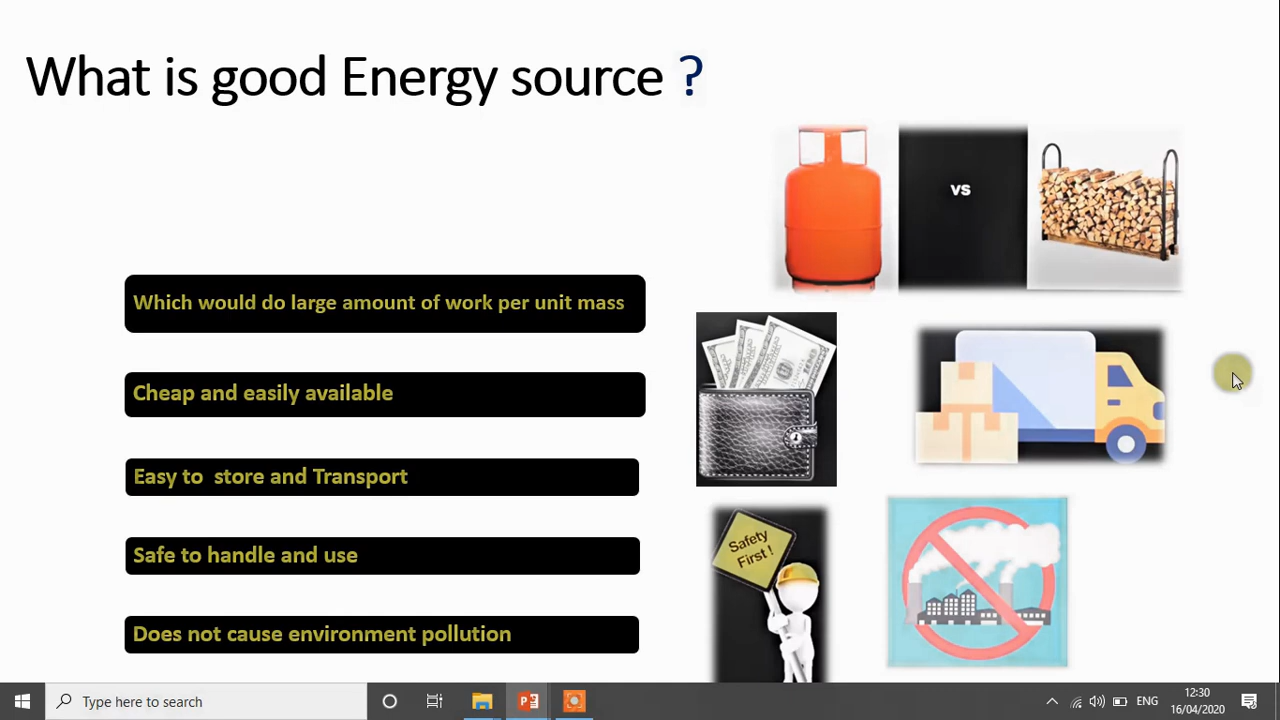 What is good Energy source ?
vs
Which would do large amount of work per unit mass
Cheap and easily available
Easy to  store and Transport
Safe to handle and use
Does not cause environment pollution
Safety
First !
Type here to search
ENG
12:30
16/04/2020